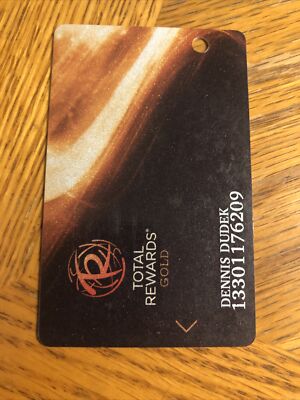 TOTAL
REWARDS®
GOLD
DENNIS DUDEK
13301176209